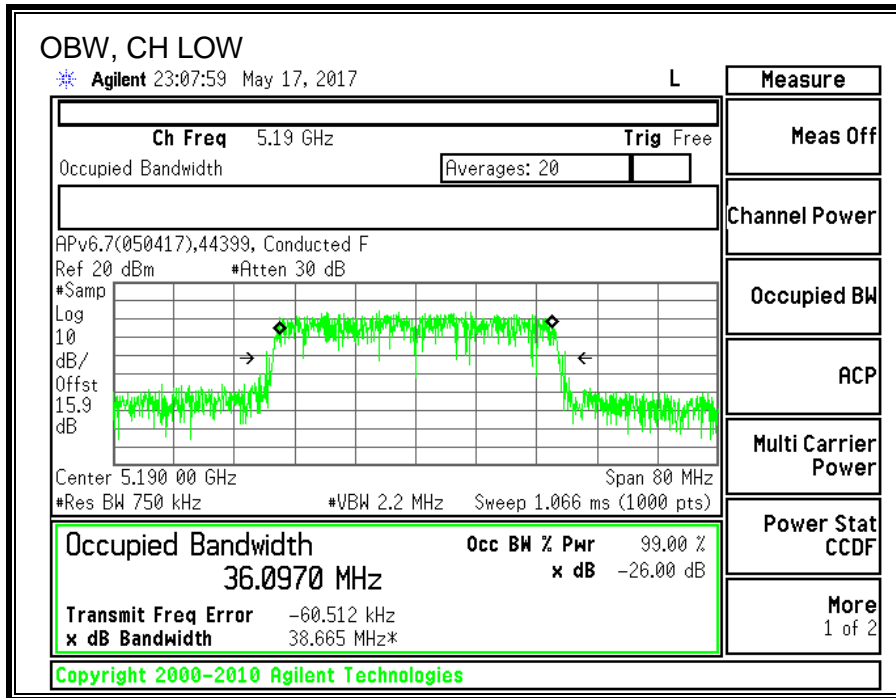 OBW, CH LOW
Agilent 23:07:59 May 17, 2017 L
Measure
Ch Freq 5.19 GHz Trig Free
Meas Off
Occupied Bandwidth Averages: 20
Channel Power
APv6.7(050417),44399, Conducted F
Ref 20 dBm #Atten 30 dB
#Samp
Log
10
dB/
Offst
15.9
dB
Occupied BW
ACP
Center 5.190 00 GHz Span 80 MHz
#Res BW 750 kHz #VBW 2.2 MHz Sweep 1.066 ms (1000 pts)
Multi Carrier
Power
Occupied Bandwidth Occ BW % Pwr 99.00 %
36.0970 MHz x dB -26.00 dB
Power Stat
CCDF
Transmit Freq Error -60.512 kHz
x dB Bandwidth 38.665 MHz*
More
1 of 2
Copyright 2000-2010 Agilent Technologies